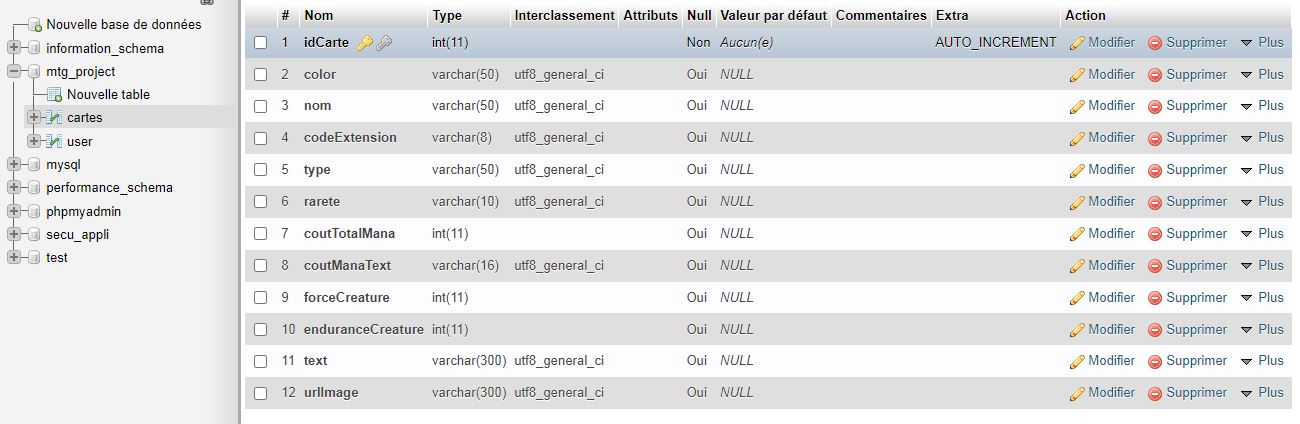 Nouvelle base de données
information_schema
mtg_project
Nouvelle table
cartes
user
mysql
performance_schema
phpmyadmin
secu_appli
test
# Nom Type Interclassement Attributs Null Valeur par défaut Commentaires Extra Action
1 idCarte int(11) Non Aucun(e) AUTO_INCREMENT Modifier Supprimer Plus
2 color varchar(50) utf8_general_ci Oui NULL Modifier Supprimer Plus
3 nom varchar(50) utf8_general_ci Oui NULL Modifier Supprimer Plus
4 codeExtension varchar(8) utf8_general_ci Oui NULL Modifier Supprimer Plus
5 type varchar(50) utf8_general_ci Oui NULL Modifier Supprimer Plus
6 rarete varchar(10) utf8_general_ci Oui NULL Modifier Supprimer Plus
7 coutTotalMana int(11) Oui NULL Modifier Supprimer Plus
8 coutManaText varchar(16) utf8_general_ci Oui NULL Modifier Supprimer Plus
9 forceCreature int(11) Oui NULL Modifier Supprimer Plus
10 enduranceCreature int(11) Oui NULL Modifier Supprimer Plus
11 text varchar(300) utf8_general_ci Oui NULL Modifier Supprimer Plus
12 urlImage varchar(300) utf8_general_ci Oui NULL Modifier Supprimer Plus